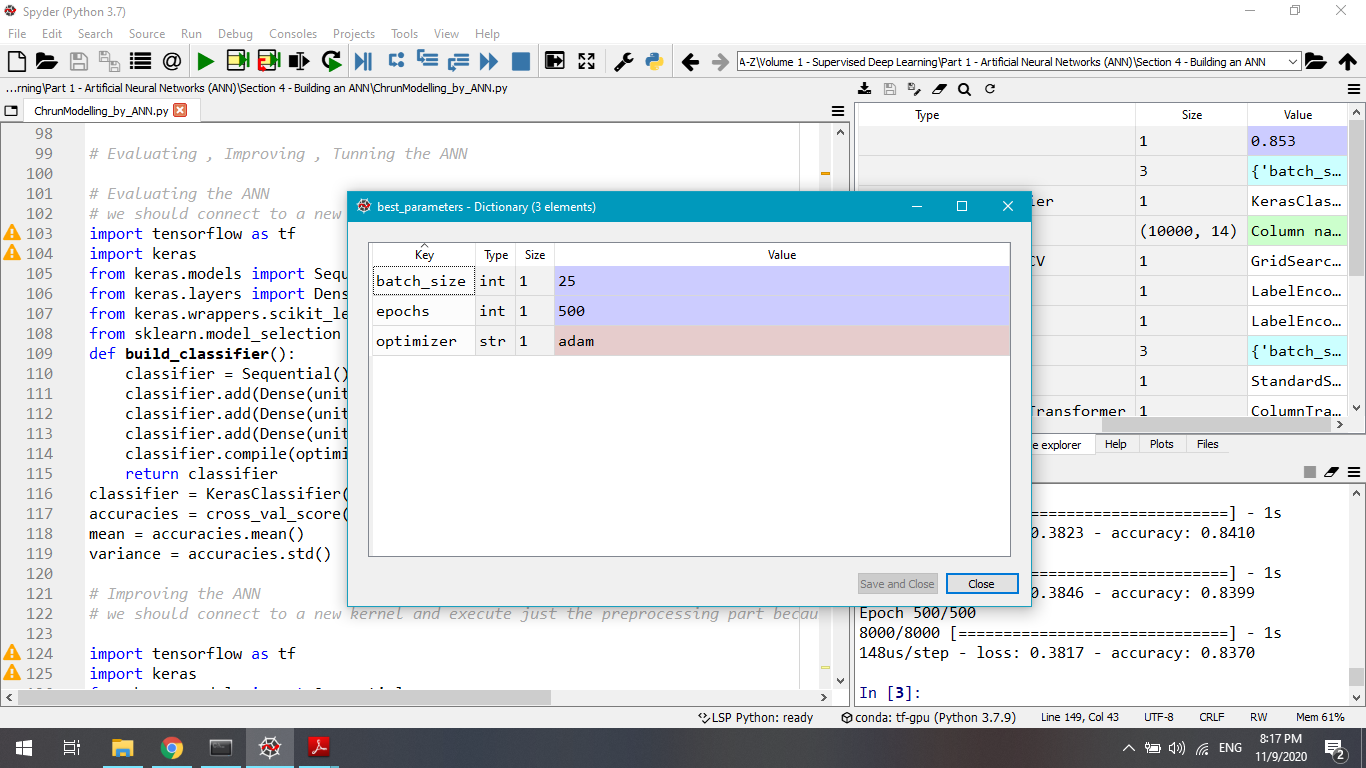 Spyder (Python 3.7)
File Edit Search Source Run Debug Consoles Projects Tools View Help
A-Z\Volume 1 - Supervised Deep Learning\Part 1 - Artificial Neural Networks (ANN)\Section 4 - Building an ANN
...rning\Part 1 - Artificial Neural Networks (ANN)\Section 4 - Building an ANN\ChrunModelling_by_ANN.py
ChrunModelling_by_ANN.py
98
99 # Evaluating , Improving , Tunning the ANN
100
101 # Evaluating the ANN
102 # we should connect to a new
103 import tensorflow as tf
104 import keras
105 from keras.models import Sequ
106 from keras.layers import Dens
107 from keras.wrappers.scikit_le
108 from sklearn.model_selection
109 def build_classifier():
110 classifier = Sequential()
111 classifier.add(Dense(unit
112 classifier.add(Dense(unit
113 classifier.add(Dense(unit
114 classifier.compile(optimi
115 return classifier
116 classifier = KerasClassifier(
117 accuracies = cross_val_score(
118 mean = accuracies.mean()
119 variance = accuracies.std()
120
121 # Improving the ANN
122 # we should connect to a new kernel and execute just the preprocessing part becau
123
124 import tensorflow as tf
125 import keras
best_parameters - Dictionary (3 elements)
Key Type Size Value
batch_size int 1 25
epochs int 1 500
optimizer str 1 adam
Save and Close Close
Type Size Value
1 0.853
3 {'batch_s…
ier 1 KerasClas…
(10000, 14) Column na…
CV 1 GridSearc…
1 LabelEnco…
1 LabelEnco…
3 {'batch_s…
1 StandardS…
Transformer 1 ColumnTra…
e explorer Help Plots Files
======================] - 1s
0.3823 - accuracy: 0.8410
======================] - 1s
0.3846 - accuracy: 0.8399
Epoch 500/500
8000/8000 [==============================] - 1s
148us/step - loss: 0.3817 - accuracy: 0.8370
In [3]:
LSP Python: ready conda: tf-gpu (Python 3.7.9) Line 149, Col 43 UTF-8 CRLF RW Mem 61%
ENG 8:17 PM
11/9/2020
2